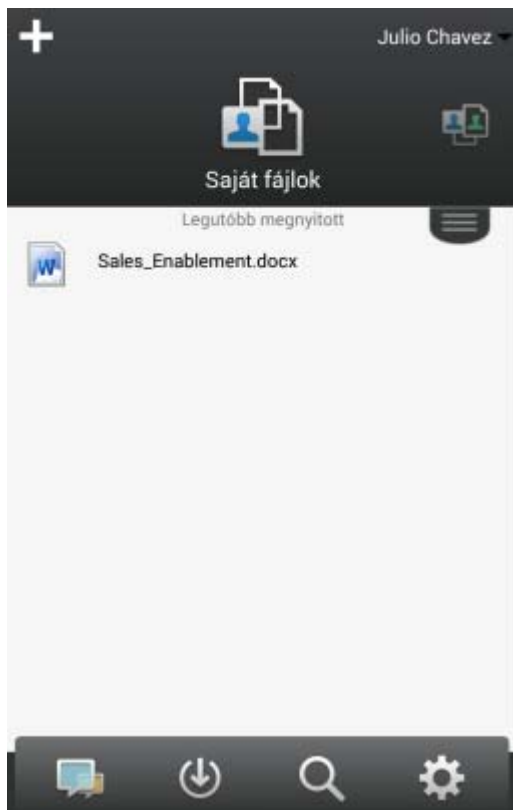 Julio Chavez
Saját fájlok
Legutóbb megnyitott
W
Sales_Enablement.docx